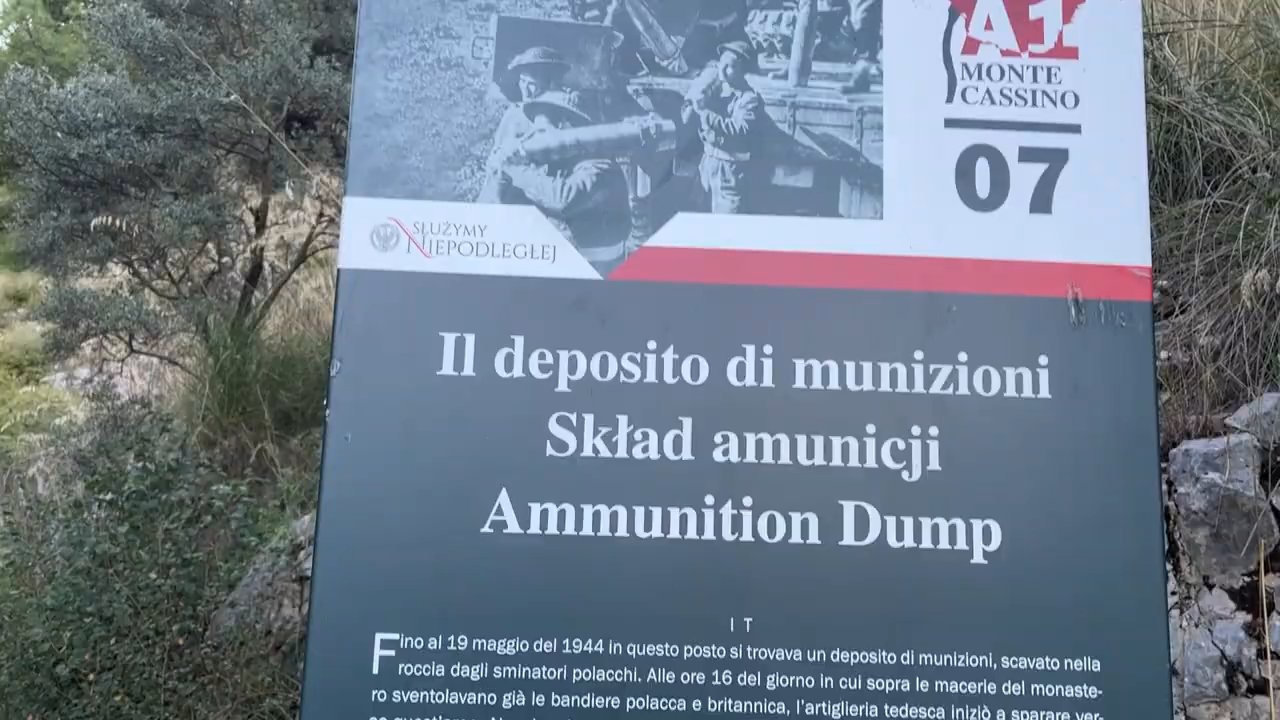 A1
MONTE
CASSINO
07
SŁUŻYMY
NIEPODLEGŁEJ
Il deposito di munizioni
Skład amunicji
Ammunition Dump
IT
Fino al 19 maggio del 1944 in questo posto si trovava un deposito di munizioni, scavato nella
roccia dagli sminatori polacchi. Alle ore 16 del giorno in cui sopra le macerie del monaste-
ro sventolavano già le bandiere polacca e britannica, l'artiglieria tedesca iniziò a sparare ver-